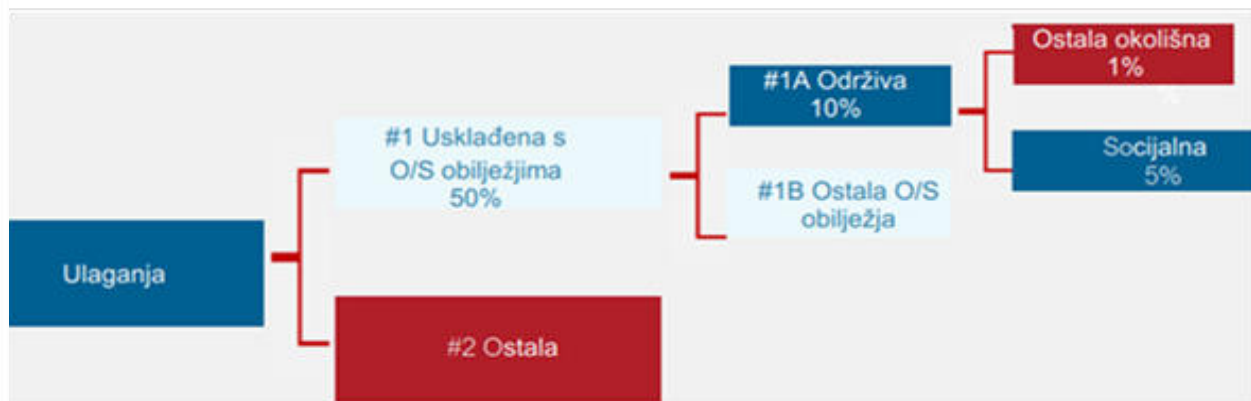 Ulaganja
#1 Usklađena s
O/S obilježjima
50%
#2 Ostala
#1A Održiva
10%
#1B Ostala O/S
obilježja
Ostala okolišna
1%
Socijalna
5%